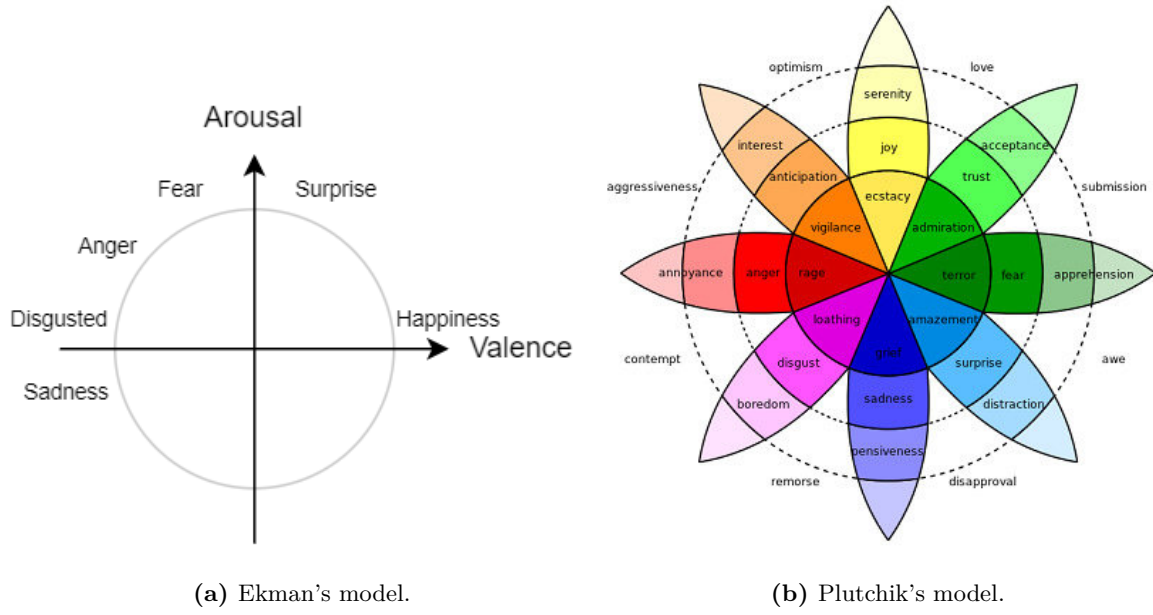 Arousal
Fear
Surprise
Anger
Disgusted
Happiness
Valence
Sadness
(a) Ekman's model.
optimism
love
serenity
interest
acceptance
joy
anticipation
trust
aggressiveness
submission
ecstacy
vigilance
admiration
annoyance
anger
rage
terror
fear
apprehension
loathing
amazement
grief
contempt
disgust
surprise
awe
sadness
boredom
distraction
pensiveness
remorse
disapproval
(b) Plutchik's model.